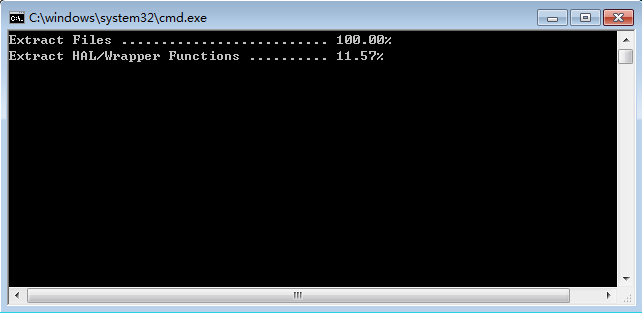 C:\windows\system32\cmd.exe
Extract Files .......................... 100.00%
Extract HAL/Wrapper Functions .......... 11.57%